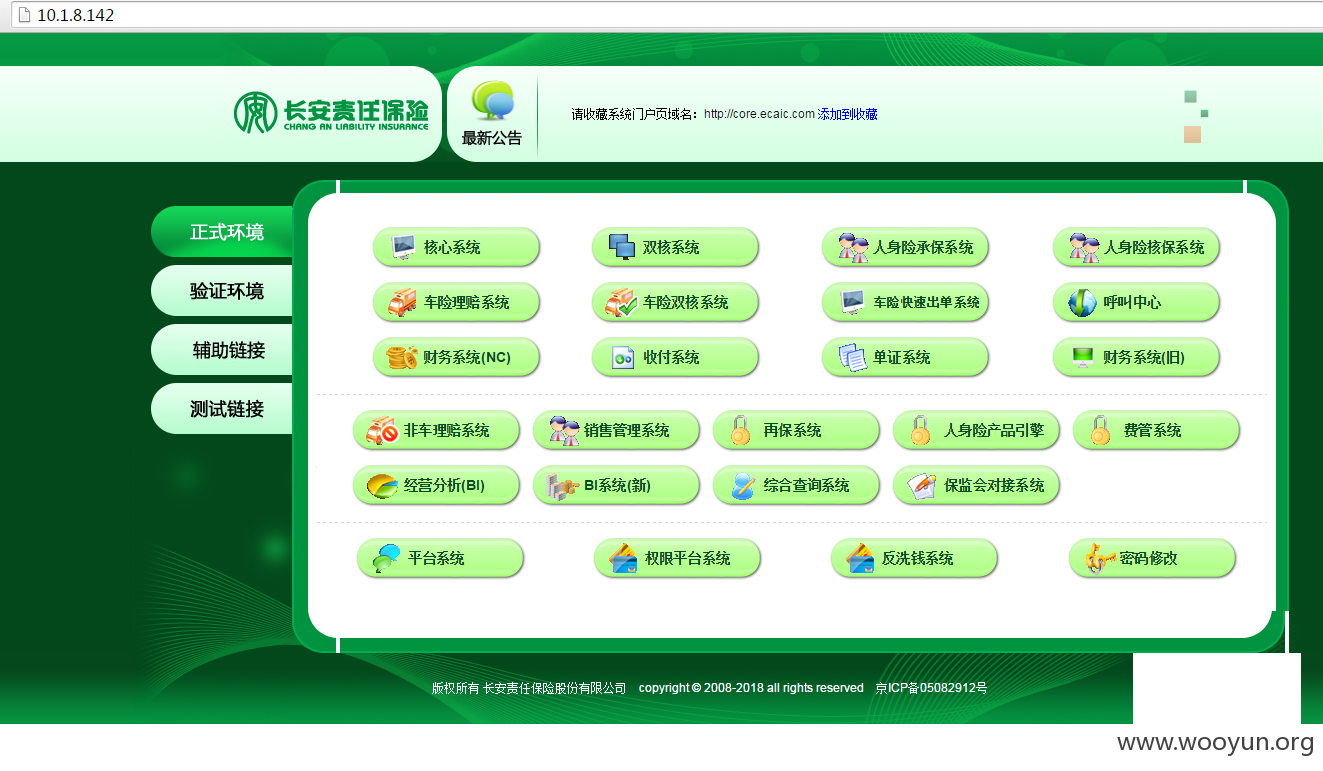 10.1.8.142
长安责任保险
CHANG AN LIABILITY INSURANCE
最新公告
请收藏系统门户页域名：http://core.ecaic.com 添加到收藏
正式环境
验证环境
辅助链接
测试链接
核心系统 双核系统 人身险承保系统 人身险核保系统
车险理赔系统 车险双核系统 车险快速出单系统 呼叫中心
财务系统(NC) 收付系统 单证系统 财务系统(旧)
非车理赔系统 销售管理系统 再保系统 人身险产品引擎 费管系统
经营分析(BI) BI系统(新) 综合查询系统 保监会对接系统
平台系统 权限平台系统 反洗钱系统 密码修改
版权所有 长安责任保险股份有限公司 copyright © 2008-2018 all rights reserved 京ICP备05082912号
www.wooyun.org